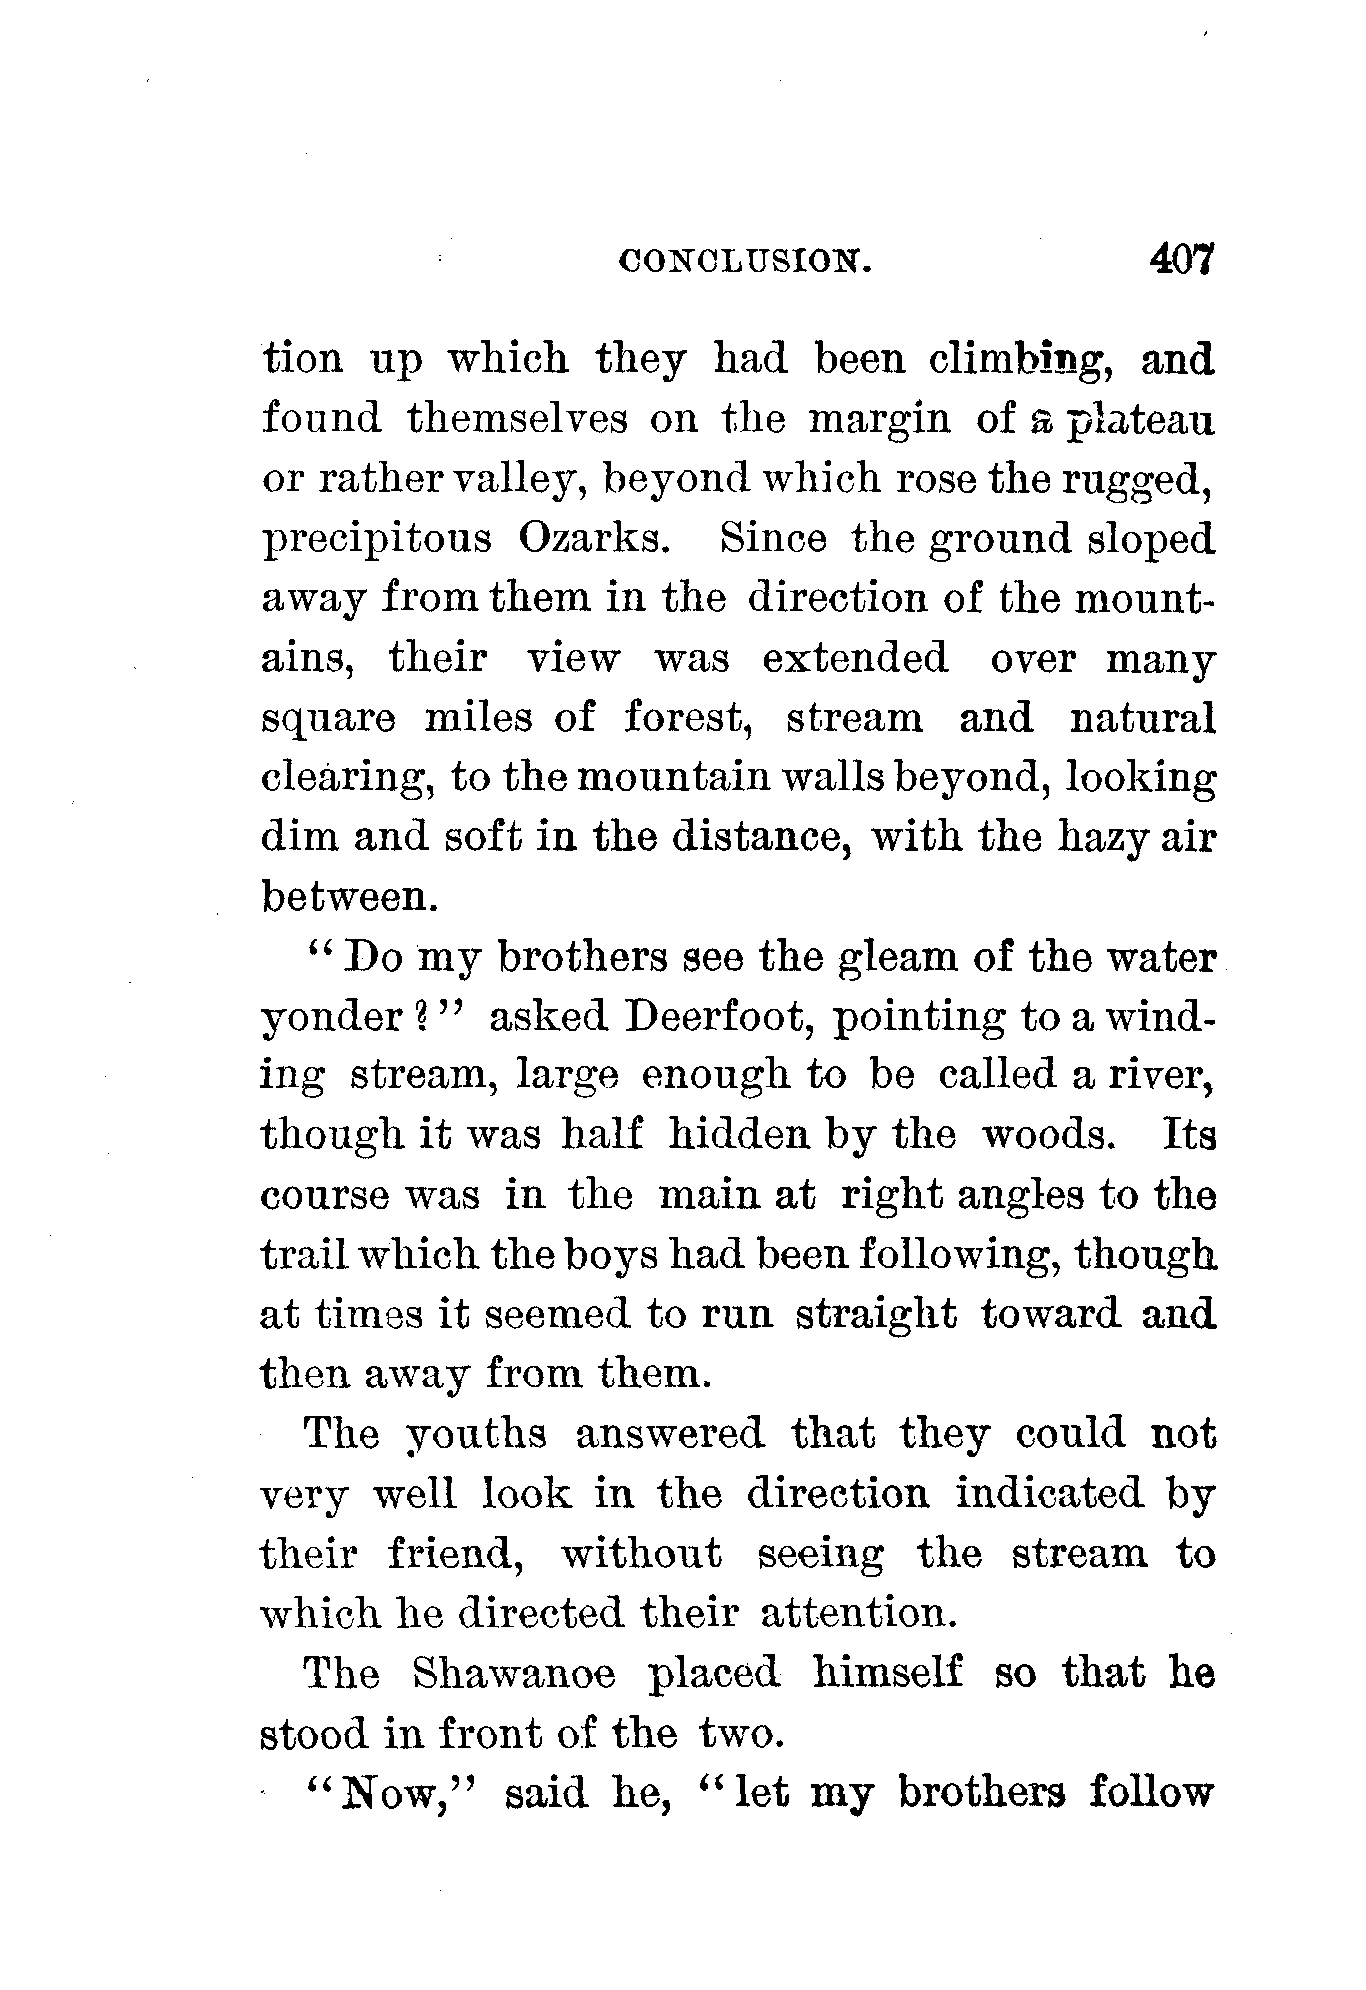 CONCLUSION. 407
tion up which they had been climbing, and
found themselves on the margin of a plateau
or rather valley, beyond which rose the rugged,
precipitous Ozarks. Since the ground sloped
away from them in the direction of the mount-
ains, their view was extended over many
square miles of forest, stream and natural
clearing, to the mountain walls beyond, looking
dim and soft in the distance, with the hazy air
between.
“ Do my brothers see the gleam of the water
yonder ? ” asked Deerfoot, pointing to a wind-
ing stream, large enough to be called a river,
though it was half hidden by the woods. Its
course was in the main at right angles to the
trail which the boys had been following, though
at times it seemed to run straight toward and
then away from them.
The youths answered that they could not
very well look in the direction indicated by
their friend, without seeing the stream to
which he directed their attention.
The Shawanoe placed himself so that he
stood in front of the two.
“Now,” said he, “ let my brothers follow